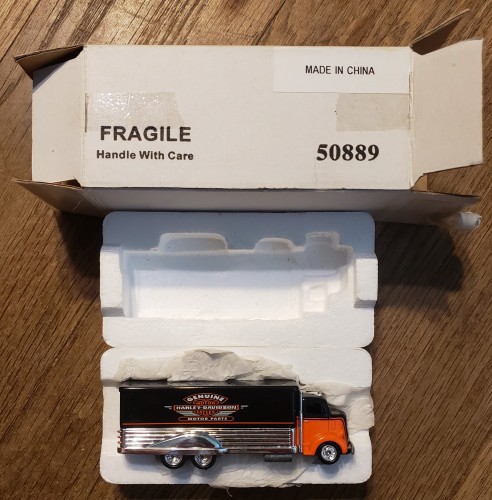 MADE IN CHINA
FRAGILE
Handle With Care
50889
GENUINE
HARLEY-DAVIDSON
MOTOR PARTS